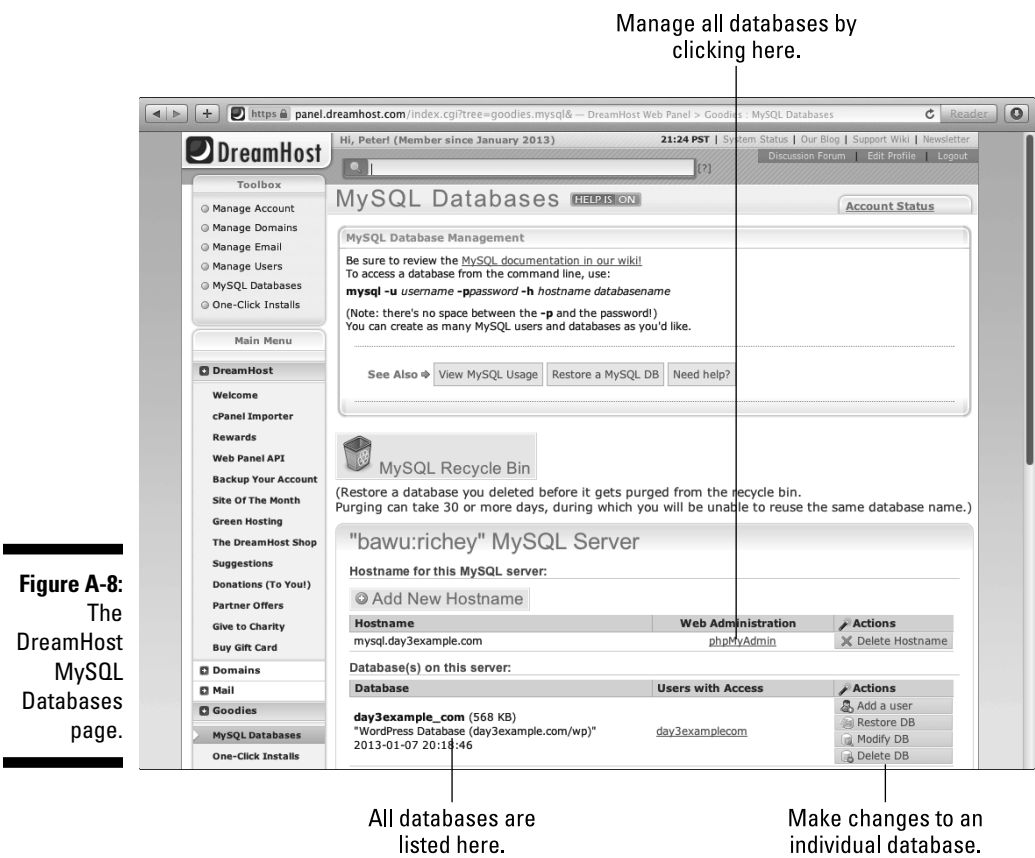 Manage all databases by
clicking here.
https panel.dreamhost.com/index.cgi?tree=goodies.mysql& — DreamHost Web Panel > Goodies : MySQL Databases
Reader
DreamHost
Hi, Peter! (Member since January 2013)
21:24 PST | System Status | Our Blog | Support Wiki | Newsletter
Discussion Forum | Edit Profile | Logout
[?]
Toolbox
Manage Account
Manage Domains
Manage Email
Manage Users
MySQL Databases
One-Click Installs
Main Menu
DreamHost
Welcome
cPanel Importer
Rewards
Web Panel API
Backup Your Account
Site Of The Month
Green Hosting
The DreamHost Shop
Suggestions
Donations (To You!)
Partner Offers
Give to Charity
Buy Gift Card
Domains
Mail
Goodies
MySQL Databases
One-Click Installs
MySQL Databases HELP IS ON
Account Status
MySQL Database Management
Be sure to review the MySQL documentation in our wiki!
To access a database from the command line, use:
mysql -u username -ppassword -h hostname databasename
(Note: there's no space between the -p and the password!)
You can create as many MySQL users and databases as you'd like.
See Also View MySQL Usage Restore a MySQL DB Need help?
MySQL Recycle Bin
(Restore a database you deleted before it gets purged from the recycle bin.
Purging can take 30 or more days, during which you will be unable to reuse the same database name.)
"bawu:richey" MySQL Server
Hostname for this MySQL server:
Add New Hostname
Hostname Web Administration Actions
mysql.day3example.com phpMyAdmin Delete Hostname
Database(s) on this server:
Database Users with Access Actions
day3example_com (568 KB)
"WordPress Database (day3example.com/wp)"
2013-01-07 20:18:46
day3examplecom
Add a user
Restore DB
Modify DB
Delete DB
Figure A-8:
The
DreamHost
MySQL
Databases
page.
All databases are
listed here.
Make changes to an
individual database.